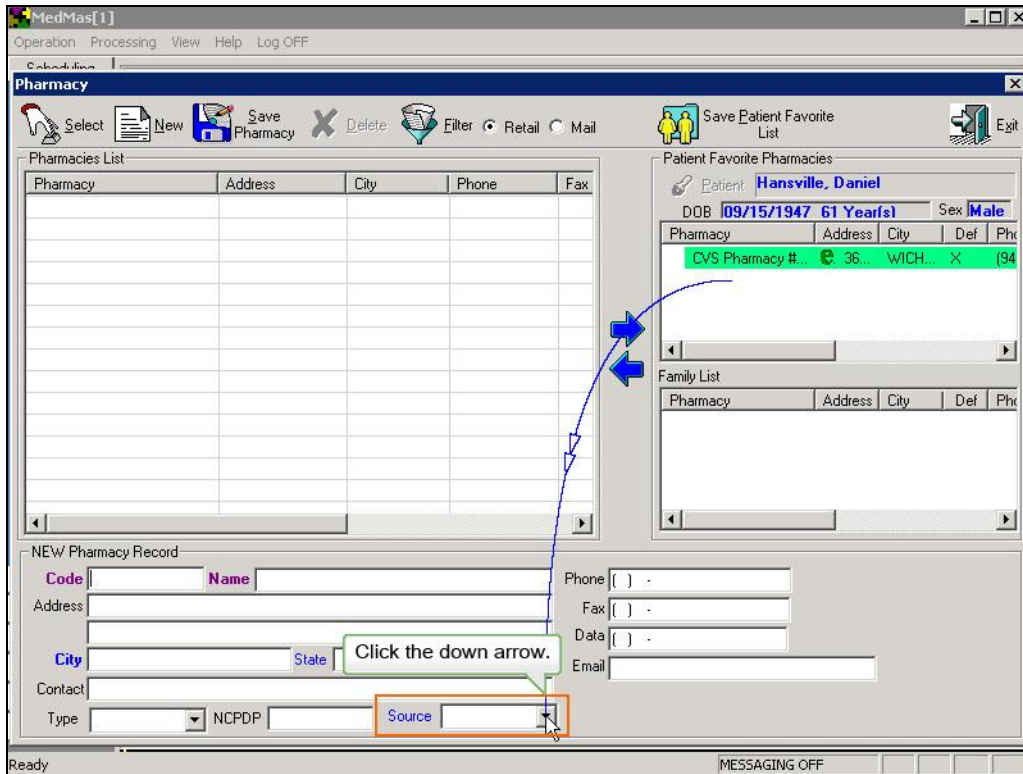 MedMas[1]
Operation Processing View Help Log OFF
Scheduling
Pharmacy
Select New Save Pharmacy Delete Filter Retail Mail Save Patient Favorite List Exit
Pharmacies List
Pharmacy Address City Phone Fax
Patient Favorite Pharmacies
Patient Hansville, Daniel
DOB 09/15/1947 61 Year(s) Sex Male
Pharmacy Address City Def Pho
CVS Pharmacy #... e 36... WICH... X (94
Family List
Pharmacy Address City Def Pho
NEW Pharmacy Record
Code Name
Address
City State
Contact
Type NCPDP Source
Phone ( ) -
Fax ( ) -
Data ( ) -
Email
Click the down arrow.
Ready MESSAGING OFF